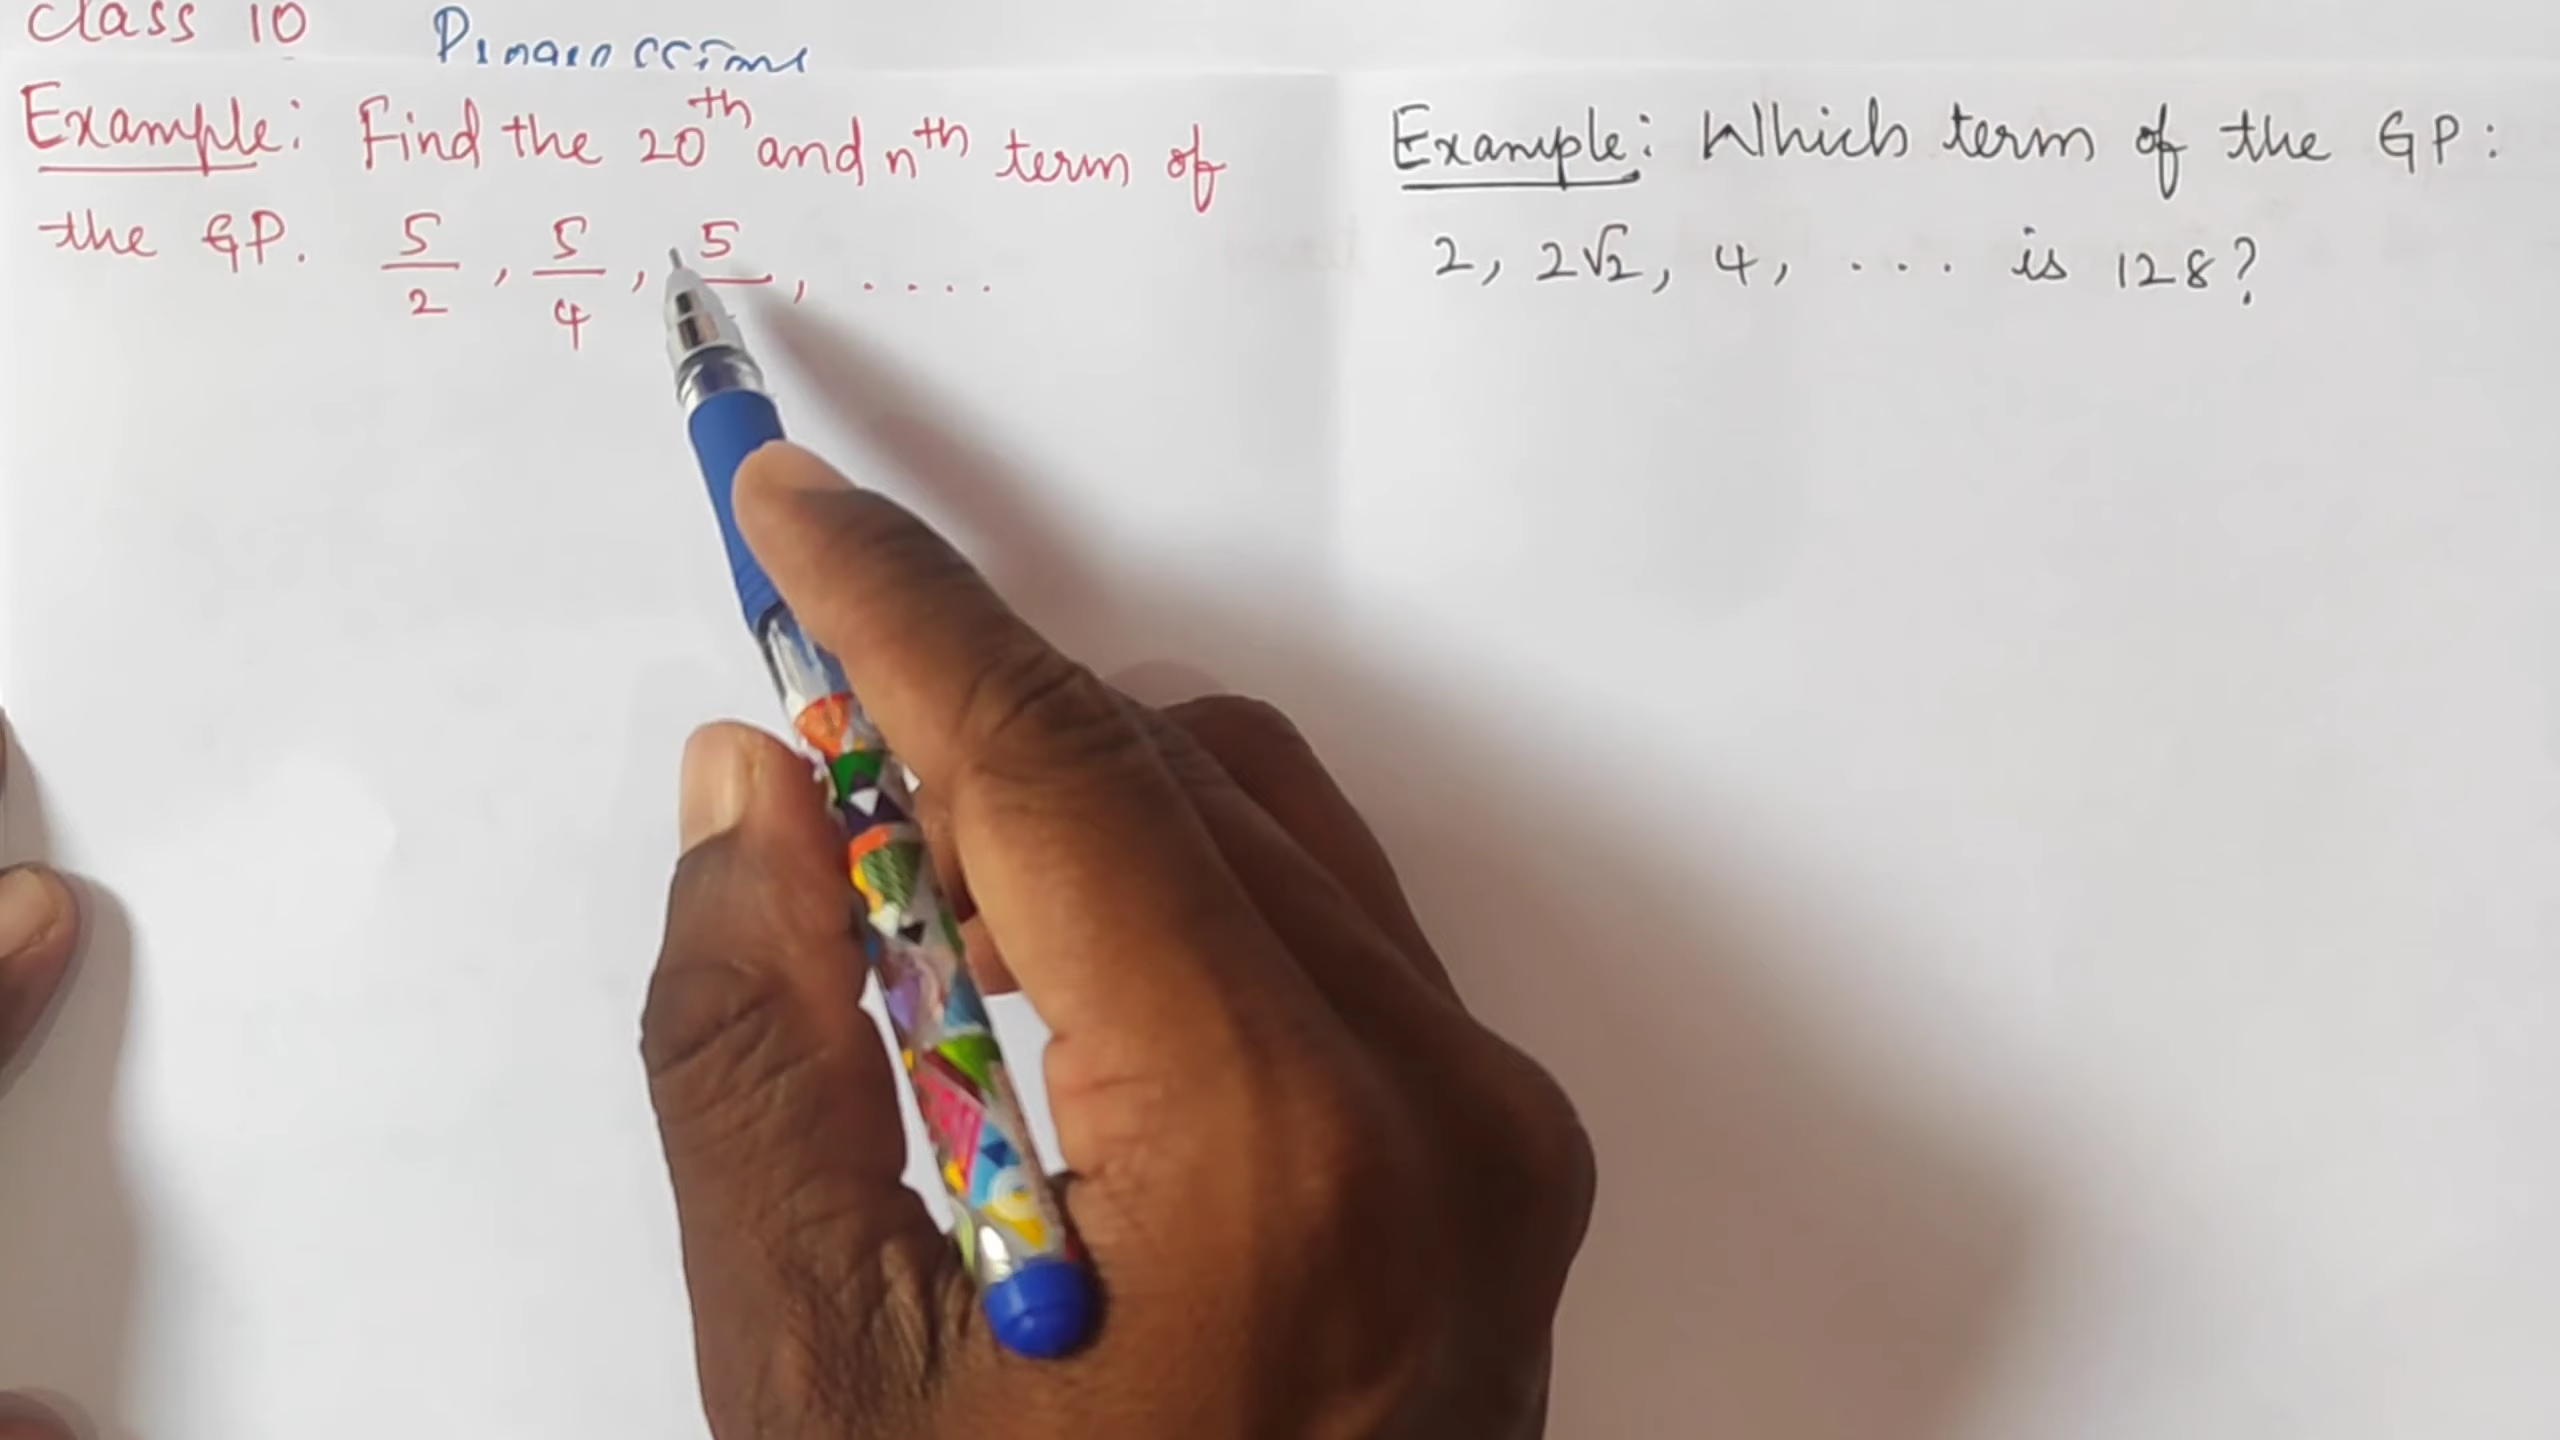 Class 10
Example: Find the 20th and nth term of
the GP. 5/2, 5/4, 5/ , ....
Example: Which term of the GP:
2, 2√2, 4, ... is 128?